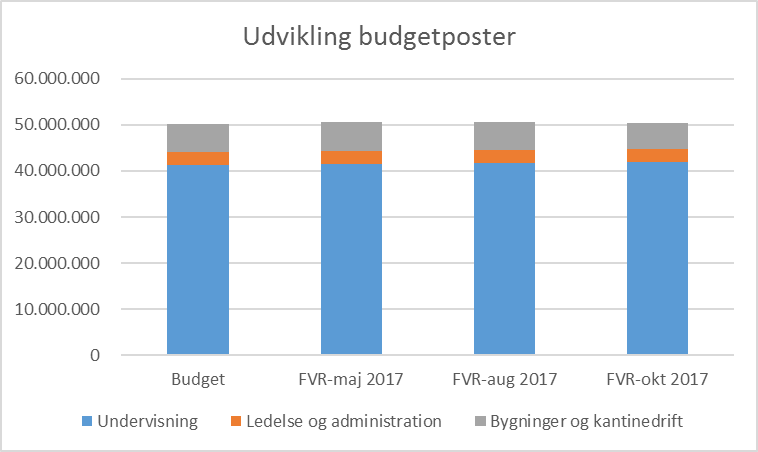 Udvikling budgetposter
60.000.000
50.000.000
40.000.000
30.000.000
20.000.000
10.000.000
0
Budget FVR-maj 2017 FVR-aug 2017 FVR-okt 2017
Undervisning Ledelse og administration Bygninger og kantinedrift